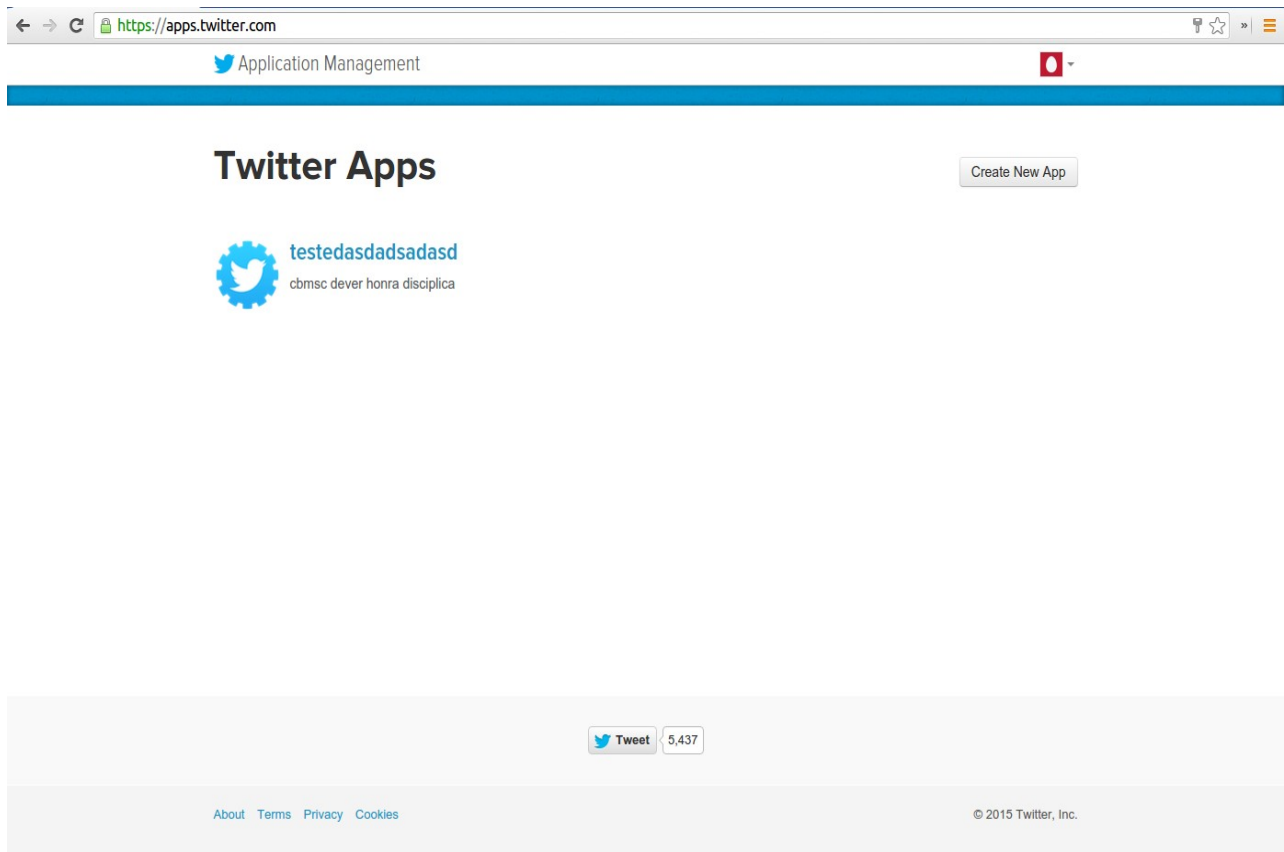 https://apps.twitter.com
Application Management
Twitter Apps
Create New App
testedasdadsadasd
cbmsc dever honra disciplica
Tweet 5,437
About Terms Privacy Cookies
© 2015 Twitter, Inc.